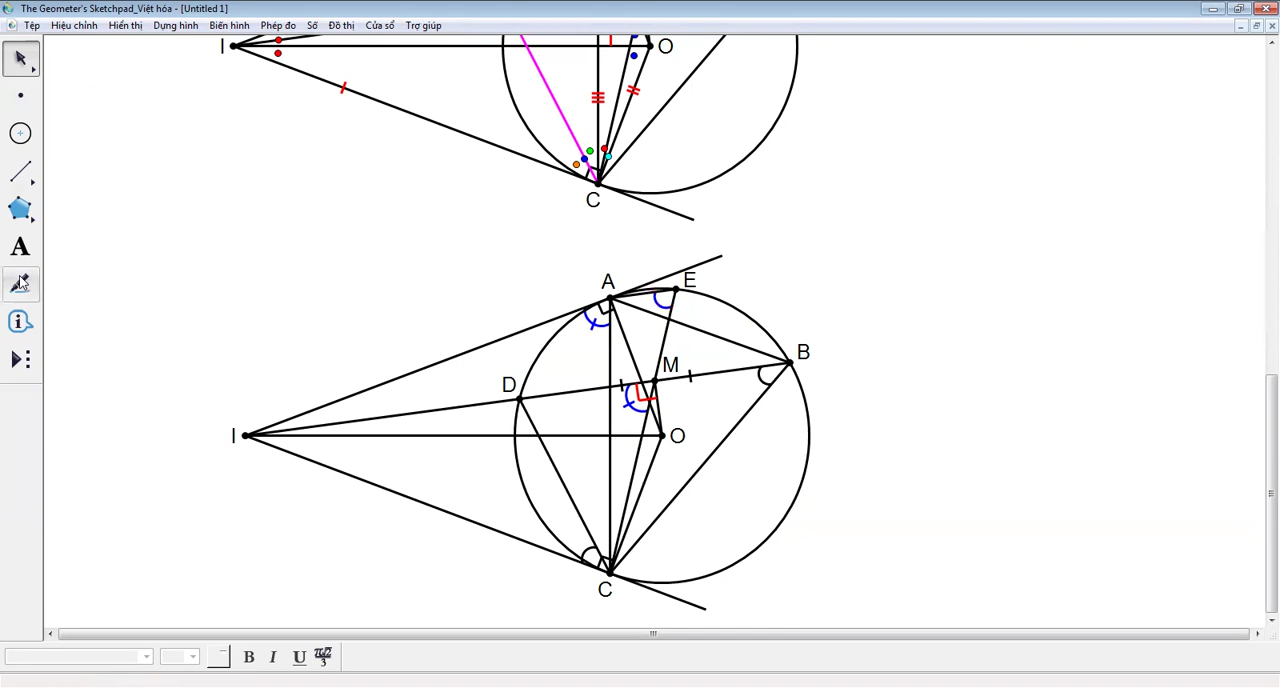 The Geometer's Sketchpad_Việt hóa - [Untitled 1]
Tệp Hiệu chỉnh Hiển thị Dựng hình Biến hình Phép đo Số Đồ thị Cửa sổ Trợ giup
I O
C
A
A E
B
M
D
I O
C
B I U